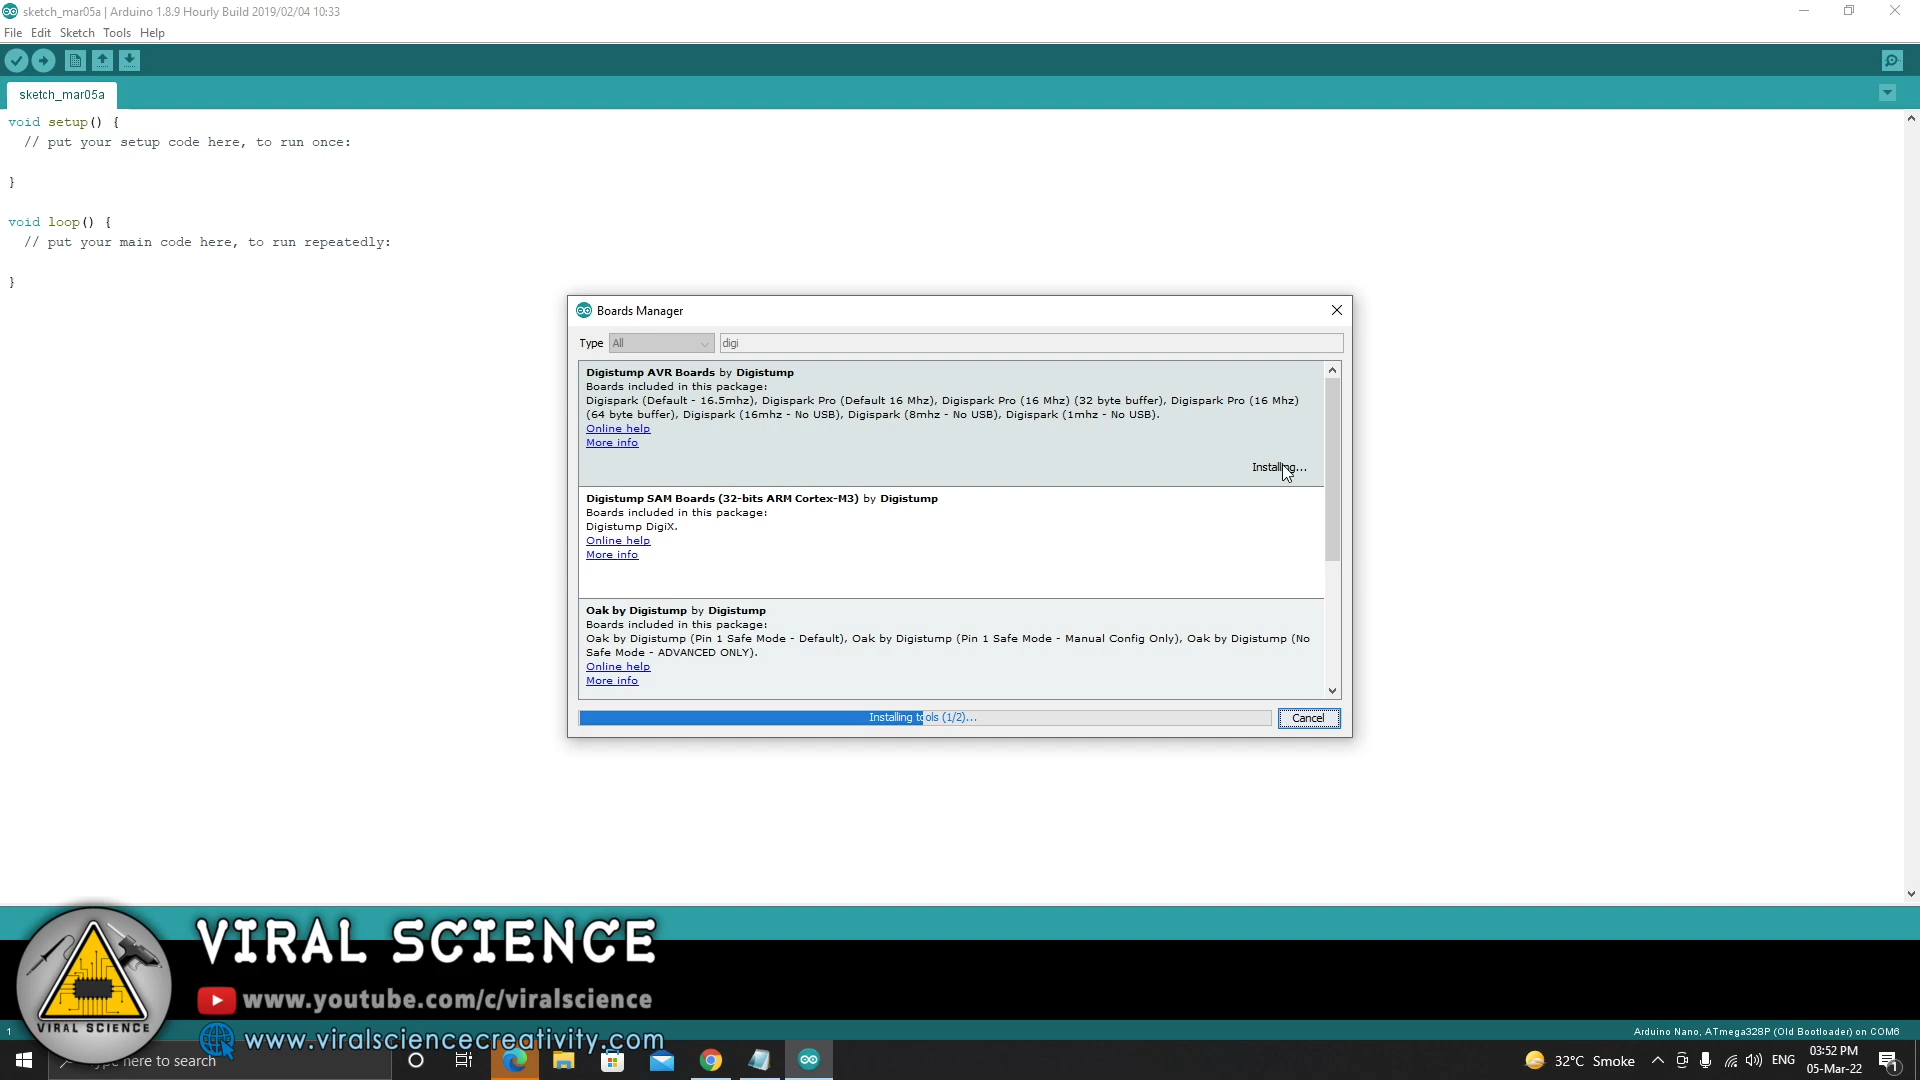 sketch_mar05a | Arduino 1.8.9 Hourly Build 2019/02/04 10:33
File Edit Sketch Tools Help
sketch_mar05a
void setup() {
// put your setup code here, to run once:
}
void loop() {
// put your main code here, to run repeatedly:
}
Boards Manager
Type All digi
Digistump AVR Boards by Digistump
Boards included in this package:
Digispark (Default - 16.5mhz), Digispark Pro (Default 16 Mhz), Digispark Pro (16 Mhz) (32 byte buffer), Digispark Pro (16 Mhz)
(64 byte buffer), Digispark (16mhz - No USB), Digispark (8mhz - No USB), Digispark (1mhz - No USB).
Online help
More info
Installing...
Digistump SAM Boards (32-bits ARM Cortex-M3) by Digistump
Boards included in this package:
Digistump DigiX.
Online help
More info
Oak by Digistump by Digistump
Boards included in this package:
Oak by Digistump (Pin 1 Safe Mode - Default), Oak by Digistump (Pin 1 Safe Mode - Manual Config Only), Oak by Digistump (No
Safe Mode - ADVANCED ONLY).
Online help
More info
Installing tools (1/2)...
Cancel
VIRAL SCIENCE
www.youtube.com/c/viralscience
VIRAL SCIENCE
www.viralsciencecreativity.com
1
Arduino Nano, ATmega328P (Old Bootloader) on COM6
here to search
32°C Smoke
ENG
03:52 PM
05-Mar-22
1